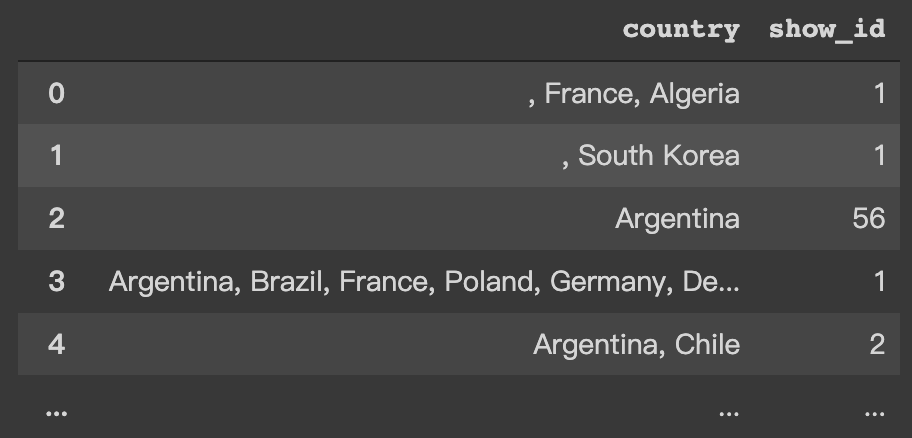 country show_id
0 , France, Algeria 1
1 , South Korea 1
2 Argentina 56
3 Argentina, Brazil, France, Poland, Germany, De... 1
4 Argentina, Chile 2
... ... ...